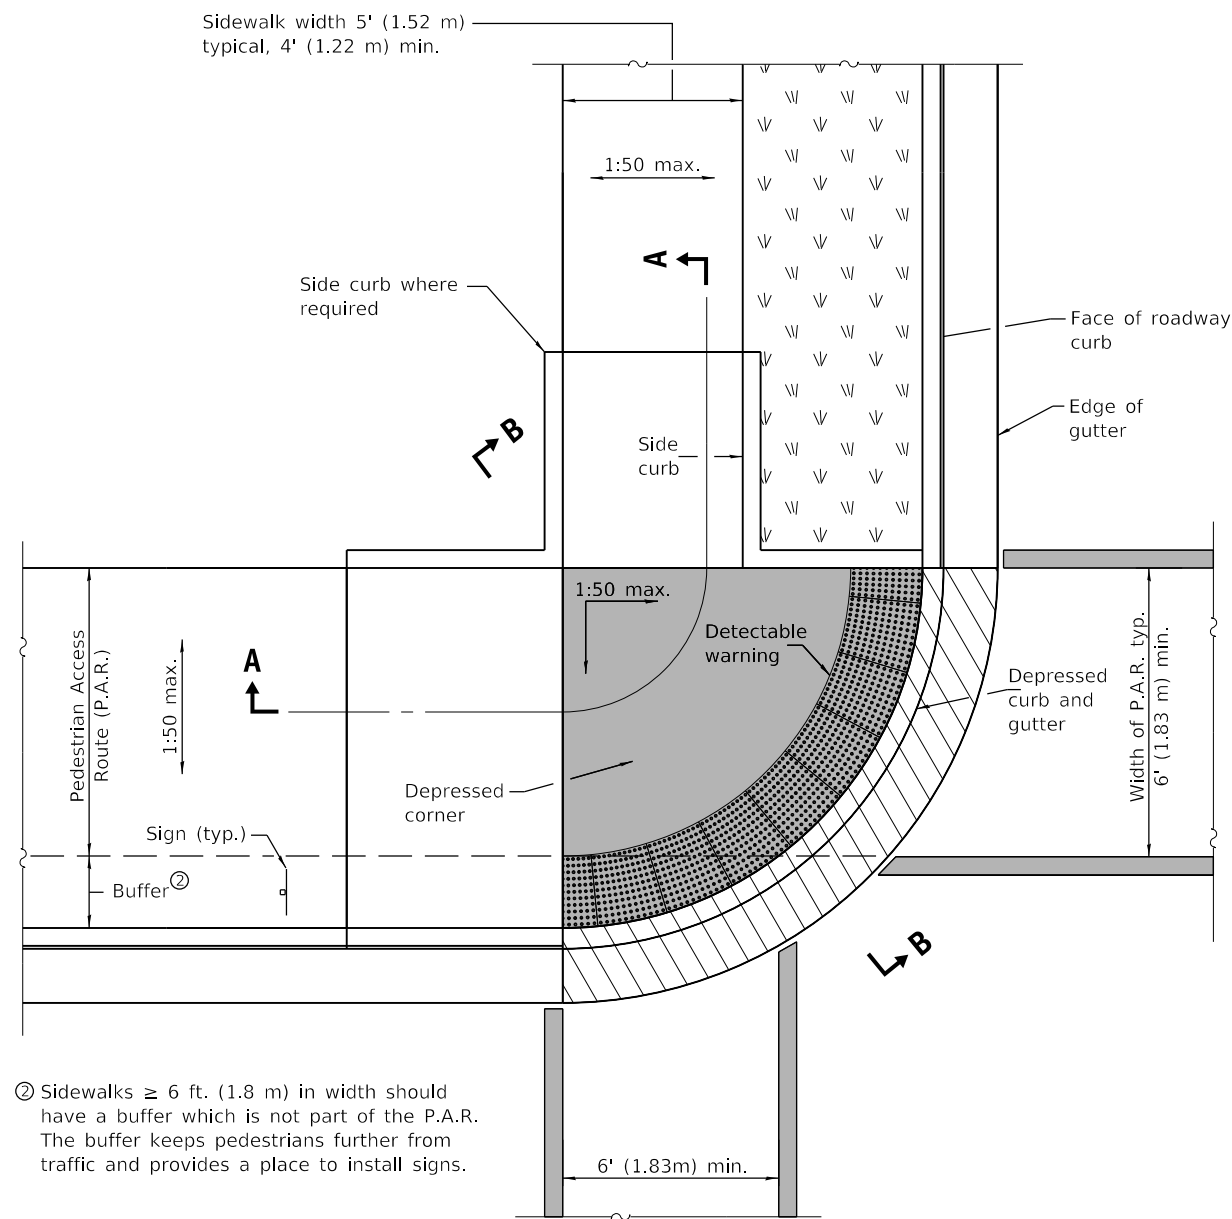 Sidewalk width 5' (1.52 m)
typical, 4' (1.22 m) min.
1:50 max.
A
Side curb where
required
Face of roadway
curb
B
Edge of
gutter
Side
curb
1:50 max.
Detectable
warning
Pedestrian Access
Route (P.A.R.)
1:50 max.
A
Depressed
curb and
gutter
Width of P.A.R. typ.
6' (1.83 m) min.
Depressed
corner
Sign (typ.)
Buffer ②
B
② Sidewalks ≥ 6 ft. (1.8 m) in width should
have a buffer which is not part of the P.A.R.
The buffer keeps pedestrians further from
traffic and provides a place to install signs.
6' (1.83m) min.